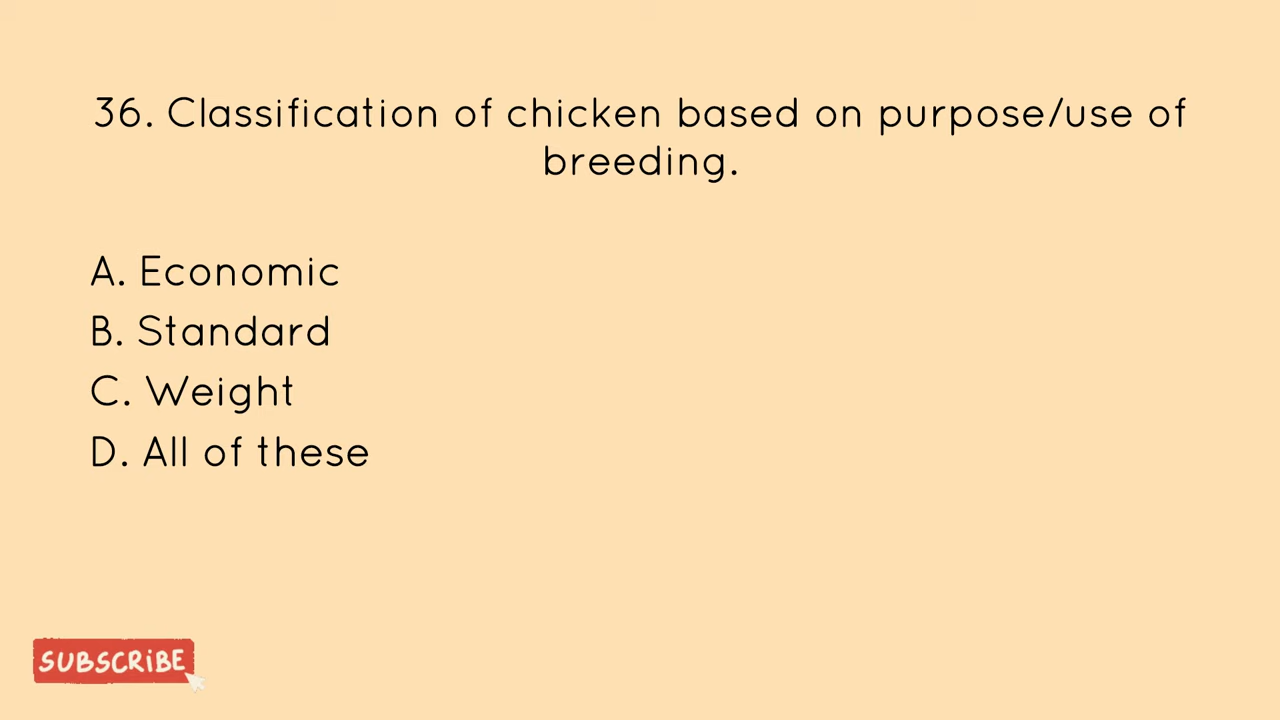 36. Classification of chicken based on purpose/use of
breeding.
A. Economic
B. Standard
C. Weight
D. All of these
SUBSCRiBE